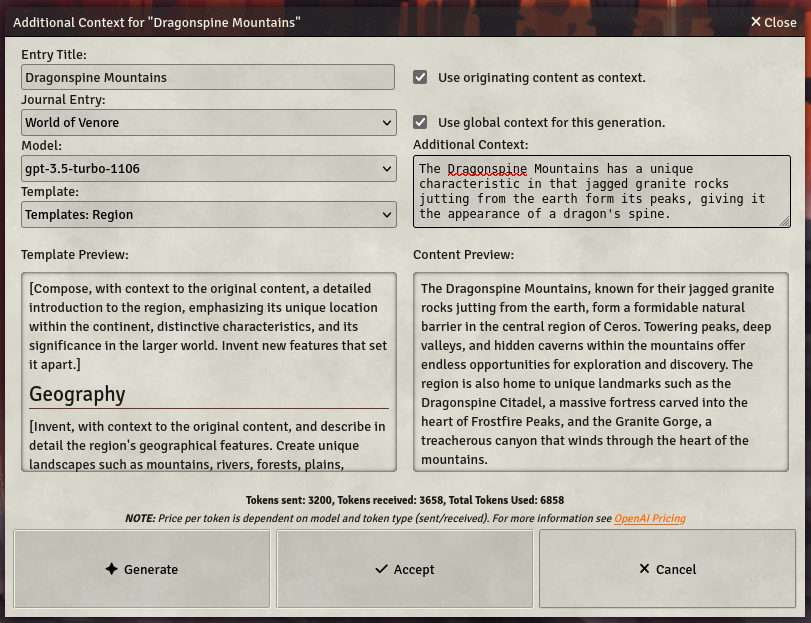 Additional Context for "Dragonspine Mountains"
Close
Entry Title:
Dragonspine Mountains
Use originating content as context.
Journal Entry:
World of Venore
Use global context for this generation.
Model:
gpt-3.5-turbo-1106
Additional Context:
The Dragonspine Mountains has a unique
characteristic in that jagged granite rocks
jutting from the earth form its peaks, giving it
the appearance of a dragon's spine.
Template:
Templates: Region
Template Preview:
[Compose, with context to the original content, a detailed
introduction to the region, emphasizing its unique location
within the continent, distinctive characteristics, and its
significance in the larger world. Invent new features that set
it apart.]
Geography
[Invent, with context to the original content, and describe in
detail the region's geographical features. Create unique
landscapes such as mountains, rivers, forests, plains,
Content Preview:
The Dragonspine Mountains, known for their jagged granite
rocks jutting from the earth, form a formidable natural
barrier in the central region of Ceros. Towering peaks, deep
valleys, and hidden caverns within the mountains offer
endless opportunities for exploration and discovery. The
region is also home to unique landmarks such as the
Dragonspine Citadel, a massive fortress carved into the
heart of Frostfire Peaks, and the Granite Gorge, a
treacherous canyon that winds through the heart of the
mountains.
Tokens sent: 3200, Tokens received: 3658, Total Tokens Used: 6858
NOTE: Price per token is dependent on model and token type (sent/received). For more information see OpenAI Pricing
Generate
Accept
Cancel